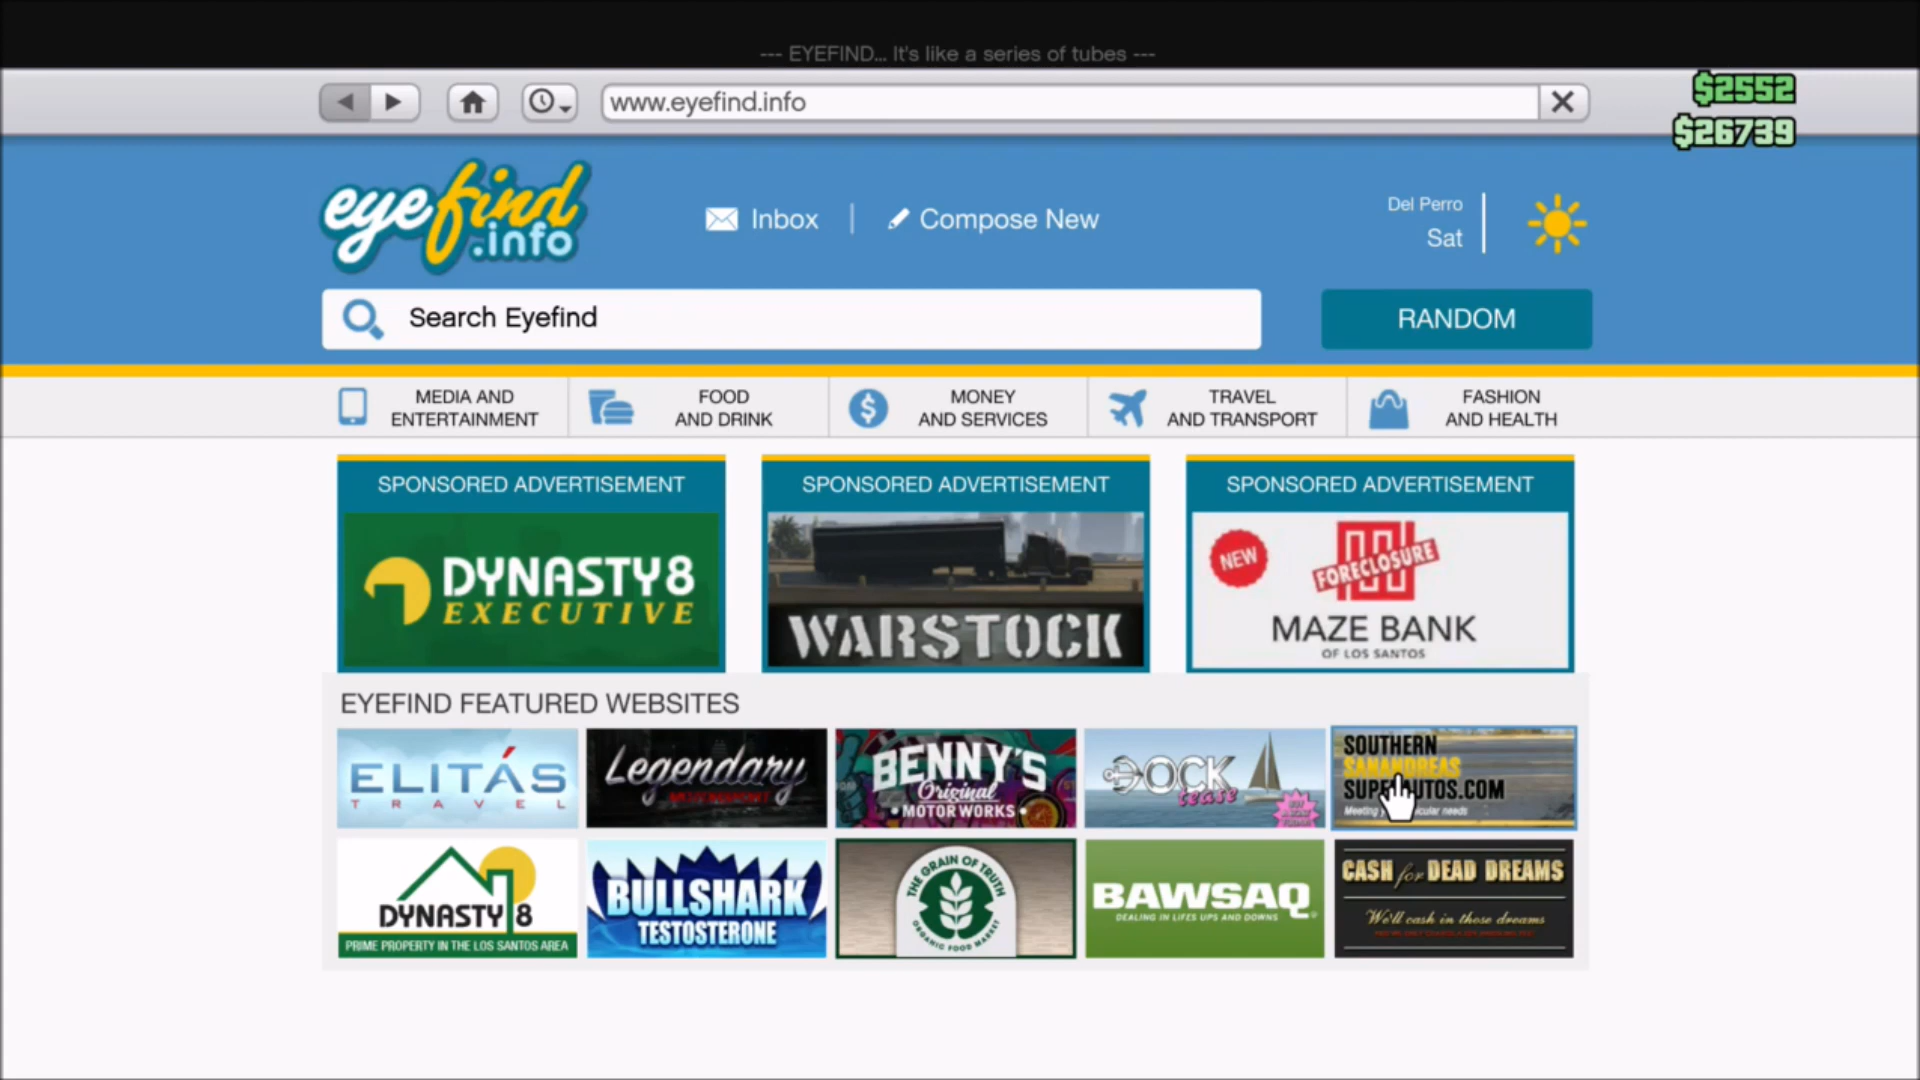 --- EYEFIND... It's like a series of tubes ---
www.eyefind.info
$2552
$26739
eyefind
.info
Inbox
Compose New
Del Perro
Sat
Search Eyefind
RANDOM
MEDIA AND
ENTERTAINMENT
FOOD
AND DRINK
MONEY
AND SERVICES
TRAVEL
AND TRANSPORT
FASHION
AND HEALTH
SPONSORED ADVERTISEMENT
DYNASTY8
EXECUTIVE
SPONSORED ADVERTISEMENT
WARSTOCK
SPONSORED ADVERTISEMENT
NEW
FORECLOSURE
MAZE BANK
OF LOS SANTOS
EYEFIND FEATURED WEBSITES
ELITÁS
TRAVEL
Legendary
BENNY'S
Original
• MOTOR WORKS •
DOCK
tease
SOUTHERN
SANANDREAS
Meeting
DYNASTY 8
PRIME PROPERTY IN THE LOS SANTOS AREA
BULLSHARK
TESTOSTERONE
THE GRAIN OF TRUTH
ORGANIC FOOD MARKET
BAWSAQ
DEALING IN LIFES UPS AND DOWNS
CASH for DEAD DREAMS
We'll cash in those dreams